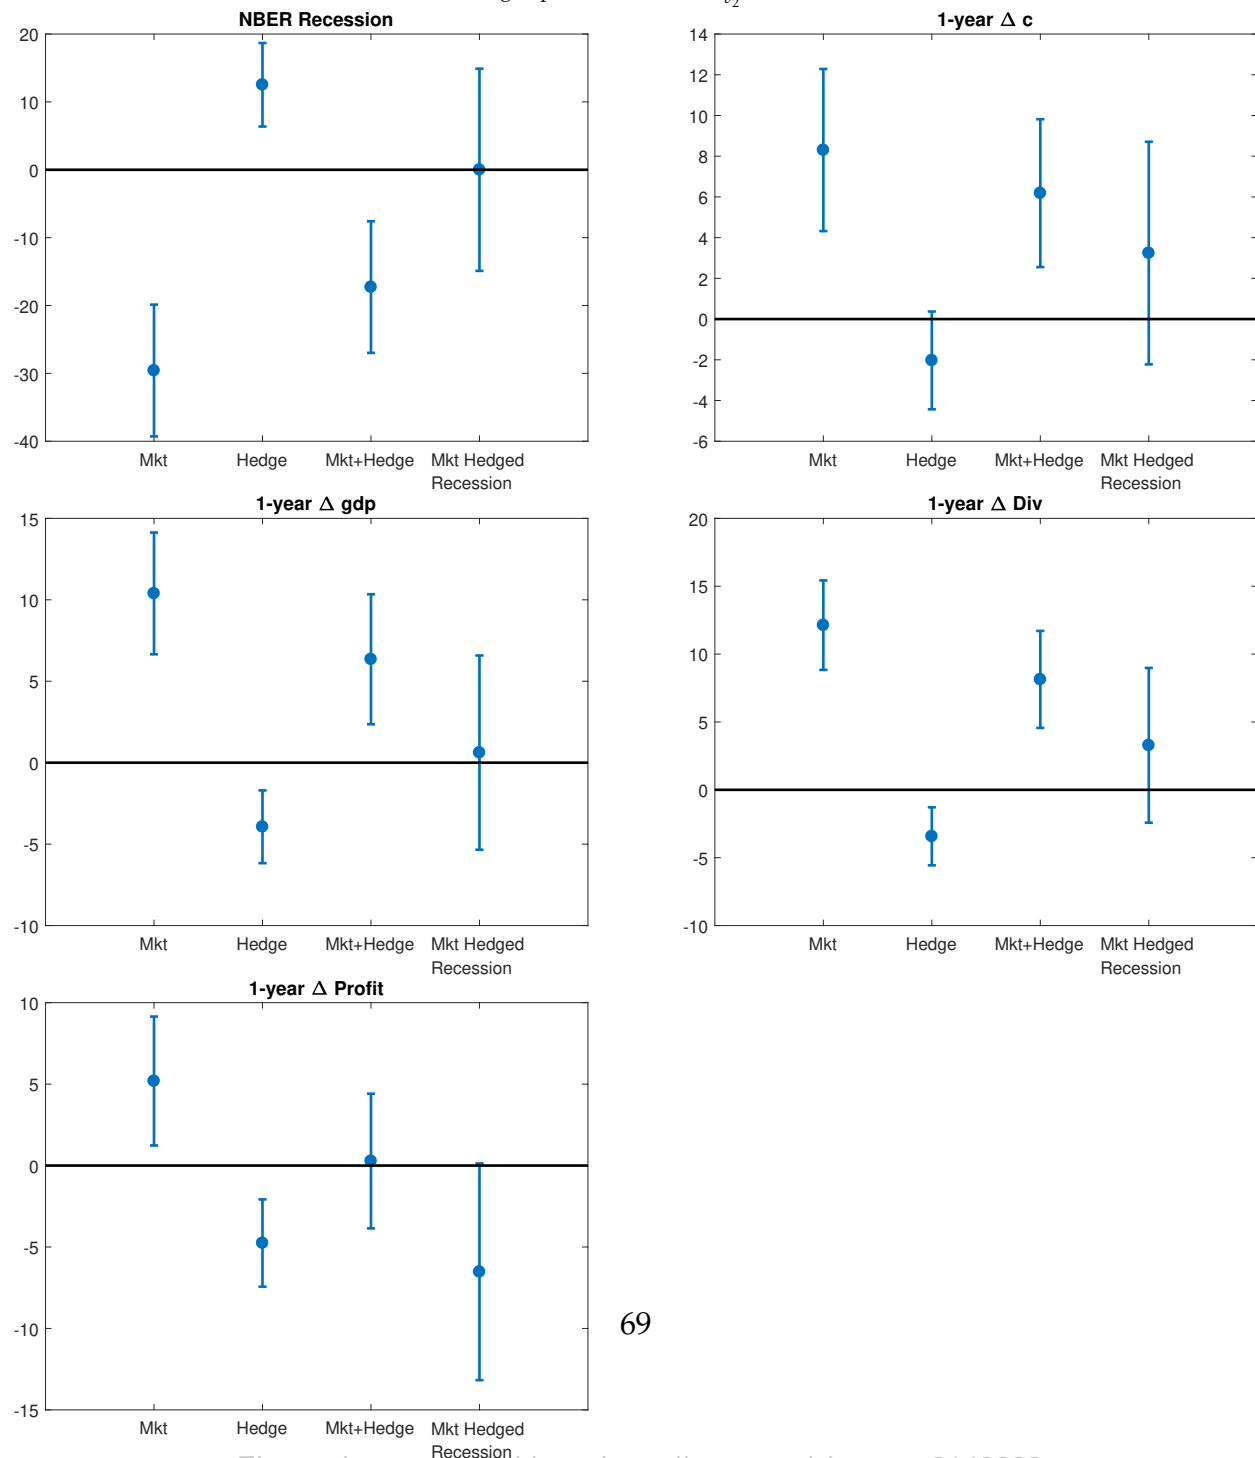 NBER Recession
20
10
0
-10
-20
-30
-40
Mkt Hedge Mkt+Hedge Mkt Hedged
Recession
1-year Δ c
14
12
10
8
6
4
2
0
-2
-4
-6
Mkt Hedge Mkt+Hedge Mkt Hedged
Recession
1-year Δ gdp
15
10
5
0
-5
-10
Mkt Hedge Mkt+Hedge Mkt Hedged
Recession
1-year Δ Div
20
15
10
5
0
-5
-10
Mkt Hedge Mkt+Hedge Mkt Hedged
Recession
1-year Δ Profit
10
5
0
-5
-10
-15
Mkt Hedge Mkt+Hedge Mkt Hedged
Recession
69